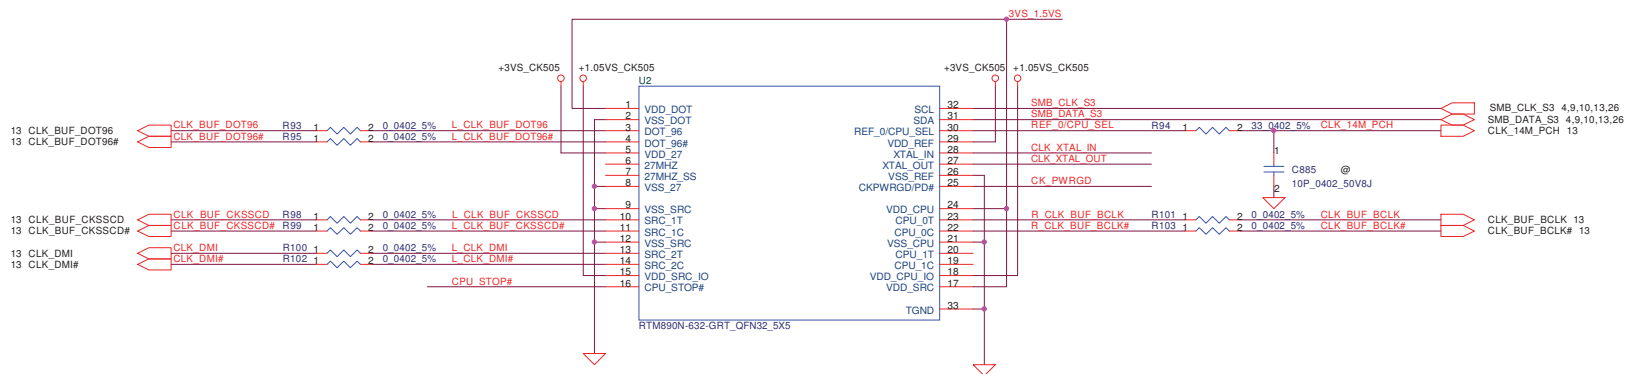 3VS_1.5VS
+3VS_CK505 +1.05VS_CK505 +3VS_CK505 +1.05VS_CK505
U2
1 VDD_DOT SCL 32 SMB_CLK_S3 SMB_CLK_S3 4,9,10,13,26
2 VSS_DOT SDA 31 SMB_DATA_S3 SMB_DATA_S3 4,9,10,13,26
13 CLK_BUF_DOT96 CLK_BUF_DOT96 R93 1 2 0_0402_5% L_CLK_BUF_DOT96 3 DOT_96 REF_0/CPU_SEL 30 REF_0/CPU_SEL R94 1 2 33_0402_5% CLK_14M_PCH CLK_14M_PCH 13
13 CLK_BUF_DOT96# CLK_BUF_DOT96# R95 1 2 0_0402_5% L_CLK_BUF_DOT96# 4 DOT_96# VDD_REF 29
5 VDD_27 XTAL_IN 28 CLK_XTAL_IN 1
6 27MHZ XTAL_OUT 27 CLK_XTAL_OUT
7 27MHZ_SS VSS_REF 26 C885 @
8 VSS_27 CKPWRGD/PD# 25 CK_PWRGD 2 10P_0402_50V8J
9 VSS_SRC VDD_CPU 24
13 CLK_BUF_CKSSCD CLK_BUF_CKSSCD R98 1 2 0_0402_5% L_CLK_BUF_CKSSCD 10 SRC_1T CPU_0T 23 R_CLK_BUF_BCLK R101 1 2 0_0402_5% CLK_BUF_BCLK CLK_BUF_BCLK 13
13 CLK_BUF_CKSSCD# CLK_BUF_CKSSCD# R99 1 2 0_0402_5% L_CLK_BUF_CKSSCD# 11 SRC_1C CPU_0C 22 R_CLK_BUF_BCLK# R103 1 2 0_0402_5% CLK_BUF_BCLK# CLK_BUF_BCLK# 13
12 VSS_SRC VSS_CPU 21
13 CLK_DMI CLK_DMI R100 1 2 0_0402_5% L_CLK_DMI 13 SRC_2T CPU_1T 20
13 CLK_DMI# CLK_DMI# R102 1 2 0_0402_5% L_CLK_DMI# 14 SRC_2C CPU_1C 19
15 VDD_SRC_IO VDD_CPU_IO 18
CPU_STOP# 16 CPU_STOP# VDD_SRC 17
TGND 33
RTM890N-632-GRT_QFN32_5X5